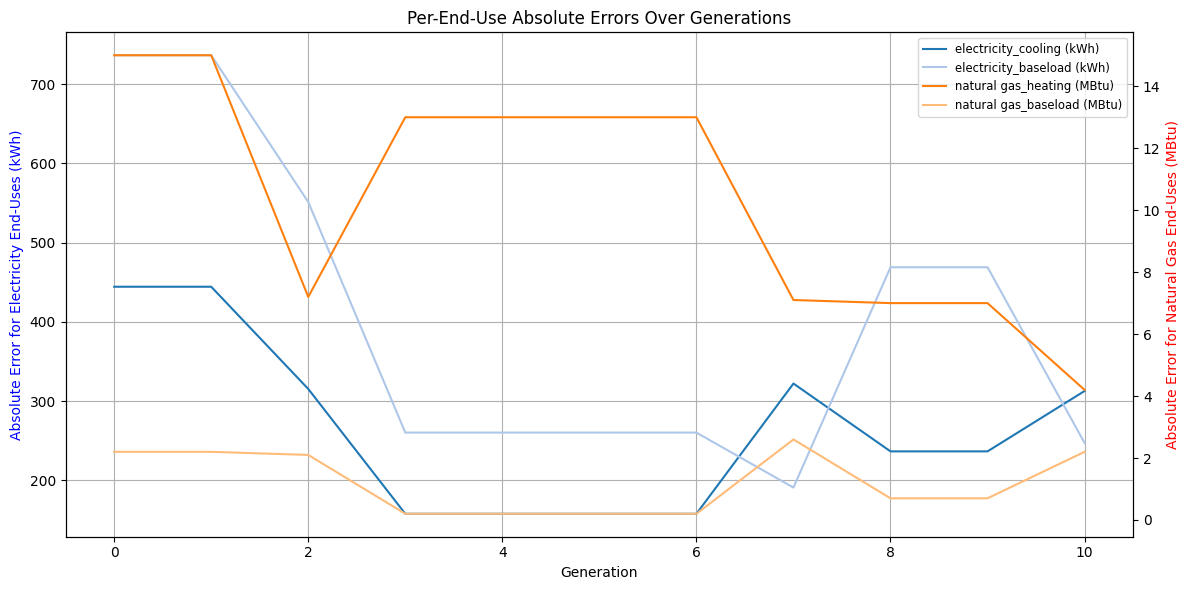 Per-End-Use Absolute Errors Over Generations
electricity_cooling (kWh)
electricity_baseload (kWh)
natural gas_heating (MBtu)
natural gas_baseload (MBtu)
Absolute Error for Electricity End-Uses (kWh)
700
600
500
400
300
200
14
12
10
8
6
4
2
0
Absolute Error for Natural Gas End-Uses (MBtu)
0 2 4 6 8 10
Generation